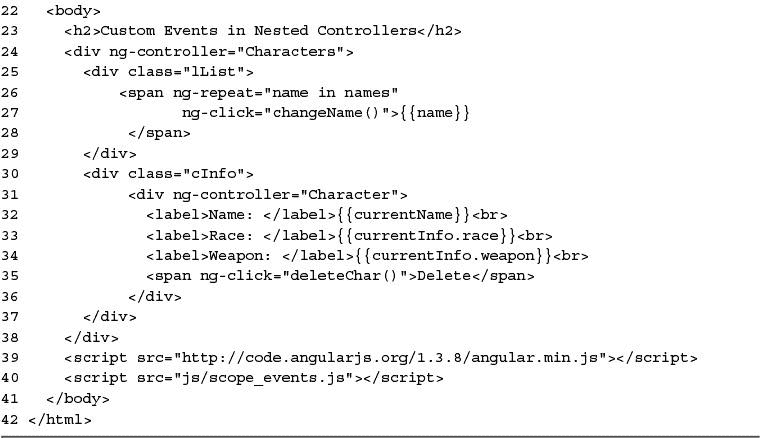 22   <body>
23     <h2>Custom Events in Nested Controllers</h2>
24     <div ng-controller="Characters">
25       <div class="lList">
26           <span ng-repeat="name in names"
27                  ng-click="changeName()">{{name}}
28            </span>
29       </div>
30       <div class="cInfo">
31            <div ng-controller="Character">
32              <label>Name: </label>{{currentName}}<br>
33              <label>Race: </label>{{currentInfo.race}}<br>
34              <label>Weapon: </label>{{currentInfo.weapon}}<br>
35              <span ng-click="deleteChar()">Delete</span>
36            </div>
37       </div>
38     </div>
39     <script src="http://code.angularjs.org/1.3.8/angular.min.js"></script>
40     <script src="js/scope_events.js"></script>
41   </body>
42 </html>